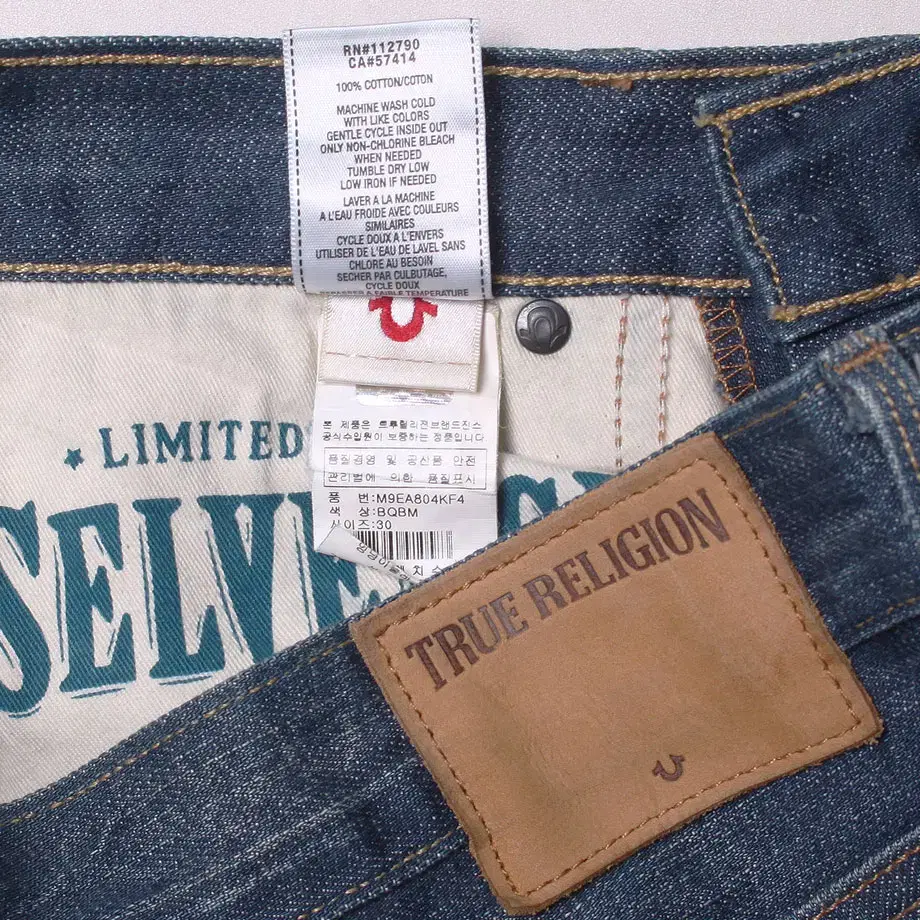 RN#112790
CA#57414
100% COTTON/COTON
MACHINE WASH COLD
WITH LIKE COLORS
GENTLE CYCLE INSIDE OUT
ONLY NON-CHLORINE BLEACH
WHEN NEEDED
TUMBLE DRY LOW
LOW IRON IF NEEDED
LAVER A LA MACHINE
A L'EAU FROIDE AVEC COULEURS
SIMILAIRES
CYCLE DOUX A L'ENVERS
UTILISER DE L'EAU DE LAVEL SANS
CHLORE AU BESOIN
SECHER PAR CULBUTAGE,
CYCLE DOUX
REPASSER A FAIBLE TEMPERATURE
본 제품은 트루릴리젼브랜드진스
공식수입원이 보증하는 정춘입니다
품질경영 및 공산품 안전
관리법에 의한 품질표시
품 번:M9EA804KF4
색 상:BQBM
사이즈:30
LIMITED
SELVE
TRUE RELIGION